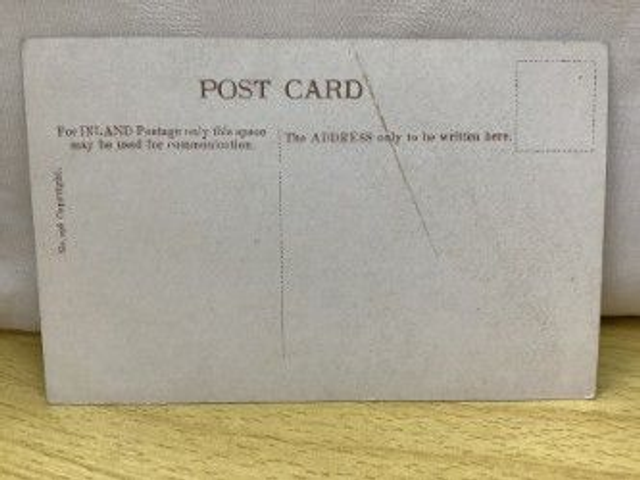 POST CARD
For INLAND Postage only this space
may be used for communication.
The ADDRESS only to be written here.
Copyright.